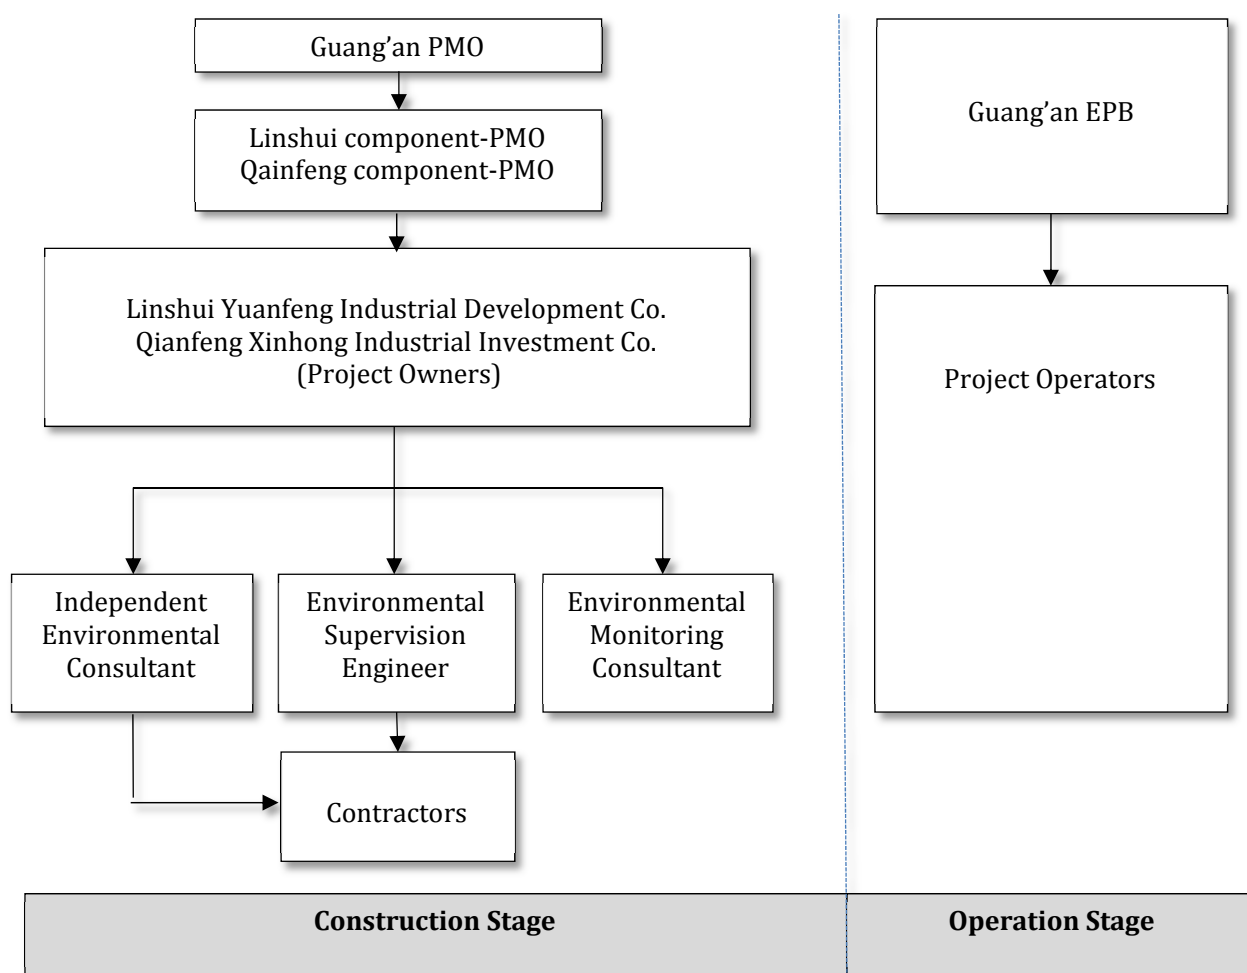 Guang’an PMO
Linshui component-PMO
Qainfeng component-PMO
Linshui Yuanfeng Industrial Development Co.
Qianfeng Xinhong Industrial Investment Co.
(Project Owners)
Independent
Environmental
Consultant
Environmental
Supervision
Engineer
Environmental
Monitoring
Consultant
Contractors
Construction Stage
Guang’an EPB
Project Operators
Operation Stage